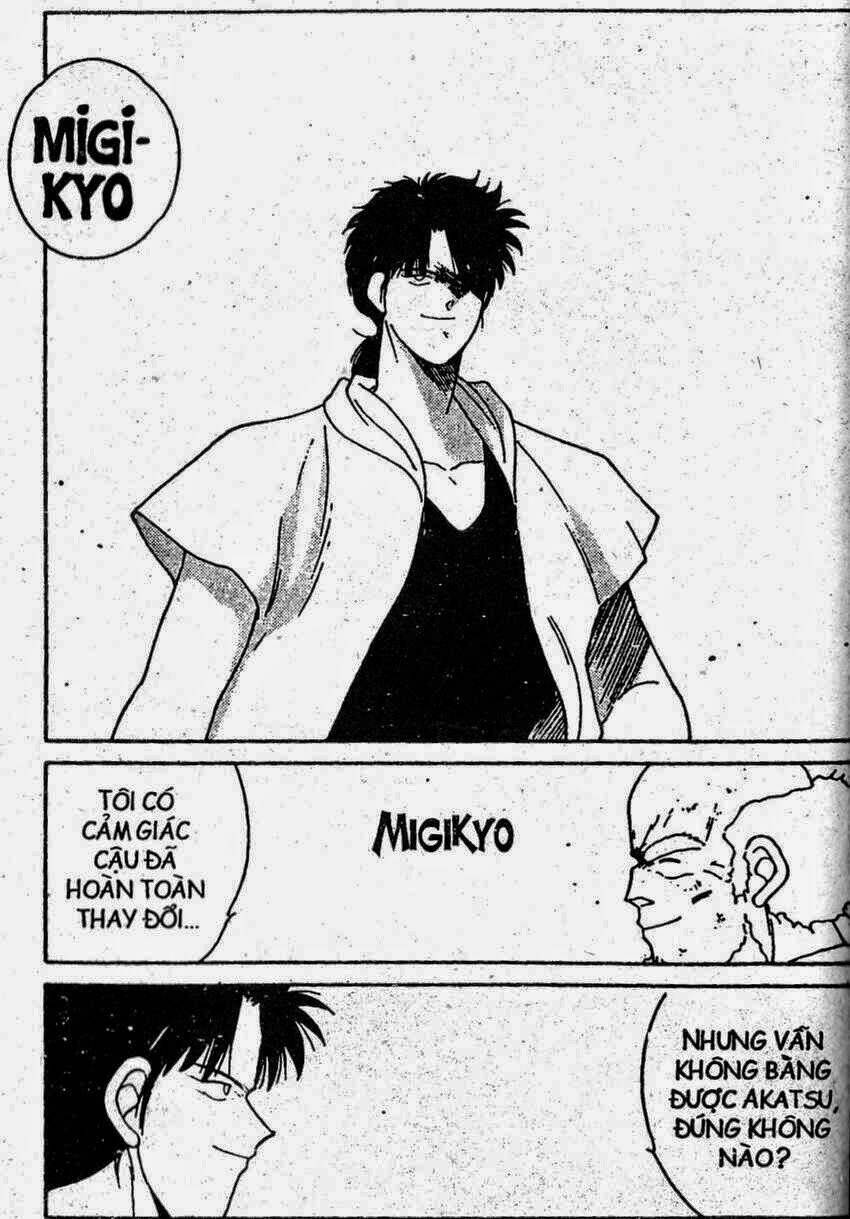 MIGI-
KYO
TÔI CÓ
CẢM GIÁC
CẬU ĐÃ
HOÀN TOÀN
THAY ĐỔI...
MIGIKYO
NHƯNG VẪN
KHÔNG BẰNG
ĐƯỢC AKATSU,
ĐÚNG KHÔNG
NÀO?